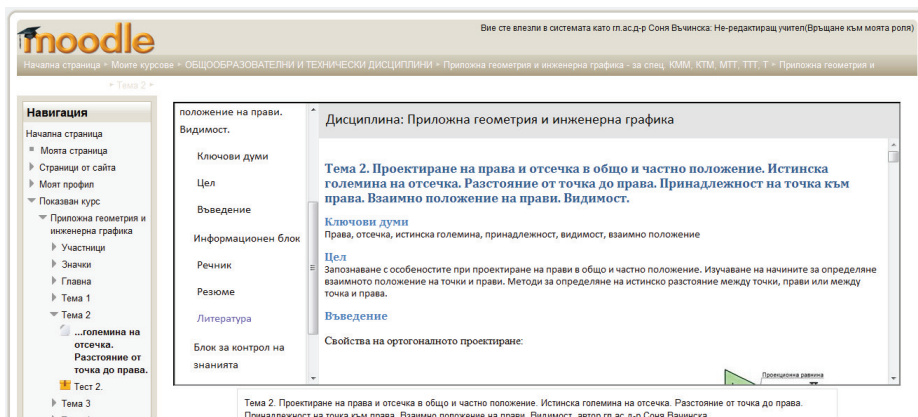 moodle
Вие сте влезли в системата като гл.ас.д-р Соня Въчинска: Не-редактиращ учител(Връщане към моята роля)
Начална страница ▸ Моите курсове ▸ ОБЩООБРАЗОВАТЕЛНИ И ТЕХНИЧЕСКИ ДИСЦИПЛИНИ ▸ Приложна геометрия и инженерна графика - за спец. КММ, КТМ, МТТ, ТТТ, Т ▸ Приложна геометрия и
▸ Тема 2 ▸
Навигация
Начална страница
Моята страница
Страници от сайта
Моят профил
Показван курс
Приложна геометрия и
инженерна графика
Участници
Значки
Главна
Тема 1
Тема 2
...големина на
отсечка.
Разстояние от
точка до права.
Тест 2.
Тема 3
положение на прави.
Видимост.
Ключови думи
Цел
Въведение
Информационен блок
Речник
Резюме
Литература
Блок за контрол на
знанията
Дисциплина: Приложна геометрия и инженерна графика
Тема 2. Проектиране на права и отсечка в общо и частно положение. Истинска
големина на отсечка. Разстояние от точка до права. Принадлежност на точка към
права. Взаимно положение на прави. Видимост.
Ключови думи
Права, отсечка, истинска големина, принадлежност, видимост, взаимно положение
Цел
Запознаване с особеностите при проектиране на прави в общо и частно положение. Изучаване на начините за определяне
взаимното положение на точки и прави. Методи за определяне на истинско разстояние между точки, прави или между
точка и права.
Въведение
Свойства на ортогоналното проектиране:
Проекционна равнина
Тема 2. Проектиране на права и отсечка в общо и частно положение. Истинска големина на отсечка. Разстояние от точка до права.
Принадлежност на точка към права. Взаимно положение на прави. Видимост, автор гл.ас. д-р Соня Вачинска